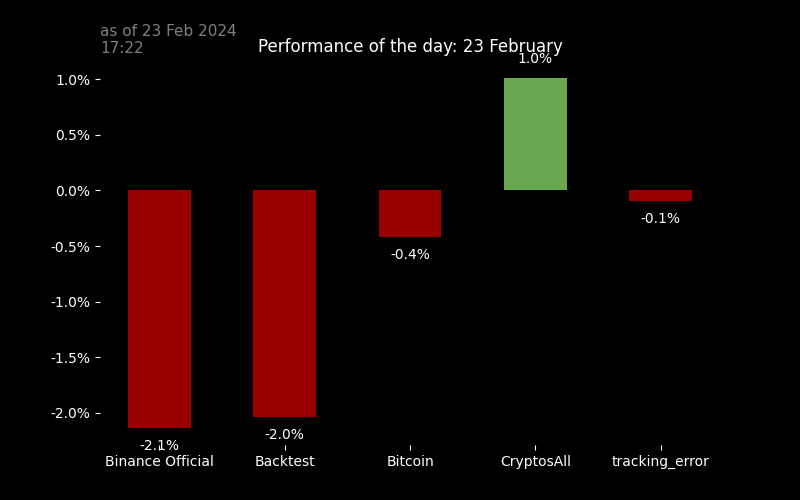 as of 23 Feb 2024
17:22
Performance of the day: 23 February
1.0%
1.0%
0.5%
0.0%
-0.1%
-0.5%
-0.4%
-1.0%
-1.5%
-2.0%
-2.0%
-2.1%
Binance Official
Backtest
Bitcoin
CryptosAll
tracking_error